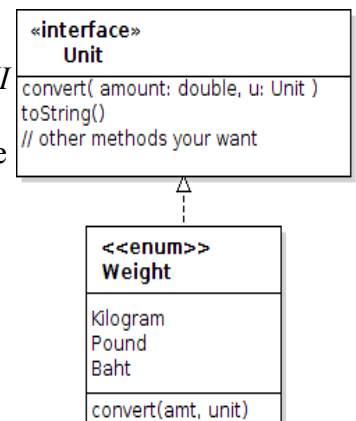 «interface»
Unit
I
convert( amount: double, u: Unit )
toString()
// other methods your want
e
<<enum>>
Weight
Kilogram
Pound
Baht
convert(amt, unit)